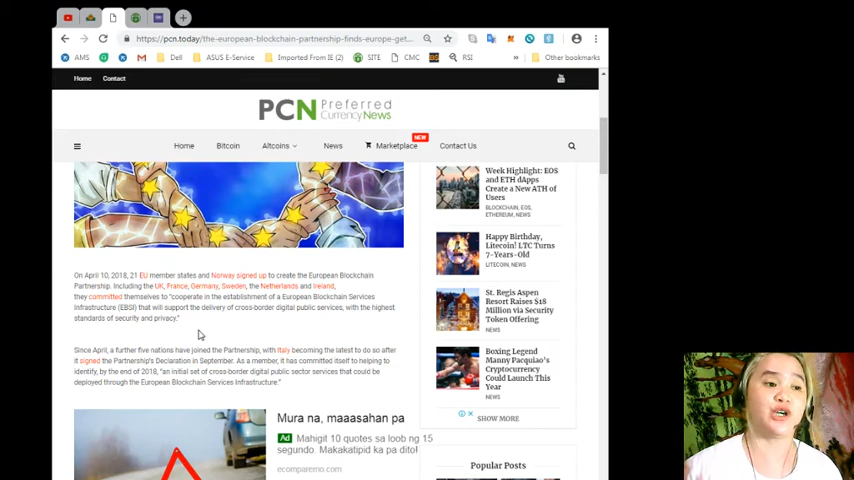 https://pcn.today/the-european-blockchain-partnership-finds-europe-get...
AMS
Dell
ASUS E-Service
Imported From IE (2)
SITE
CMC
RSI
»
Other bookmarks
Home
Contact
PCN Preferred
Currency News
NEW
Home
Bitcoin
Altcoins
News
Marketplace
Contact Us
On April 10, 2018, 21 EU member states and Norway signed up to create the European Blockchain
Partnership. Including the UK, France, Germany, Sweden, the Netherlands and Ireland,
they committed themselves to "cooperate in the establishment of a European Blockchain Services
Infrastructure (EBSI) that will support the delivery of cross-border digital public services, with the highest
standards of security and privacy."
Since April, a further five nations have joined the Partnership, with Italy becoming the latest to do so after
it signed the Partnership's Declaration in September. As a member, it has committed itself to helping to
identify, by the end of 2018, "an initial set of cross-border digital public sector services that could be
deployed through the European Blockchain Services Infrastructure."
Mura na, maaasahan pa
Ad Mahigit 10 quotes sa loob ng 15
segundo. Makakatipid ka pa dito!
ecomparemo.com
Week Highlight: EOS
and ETH dApps
Create a New ATH of
Users
BLOCKCHAIN, EOS,
ETHEREUM, NEWS
Happy Birthday,
Litecoin! LTC Turns
7-Years-Old
LITECOIN, NEWS
St. Regis Aspen
Resort Raises $18
Million via Security
Token Offering
NEWS
Boxing Legend
Manny Pacquiao's
Cryptocurrency
Could Launch This
Year
NEWS
SHOW MORE
Popular Posts